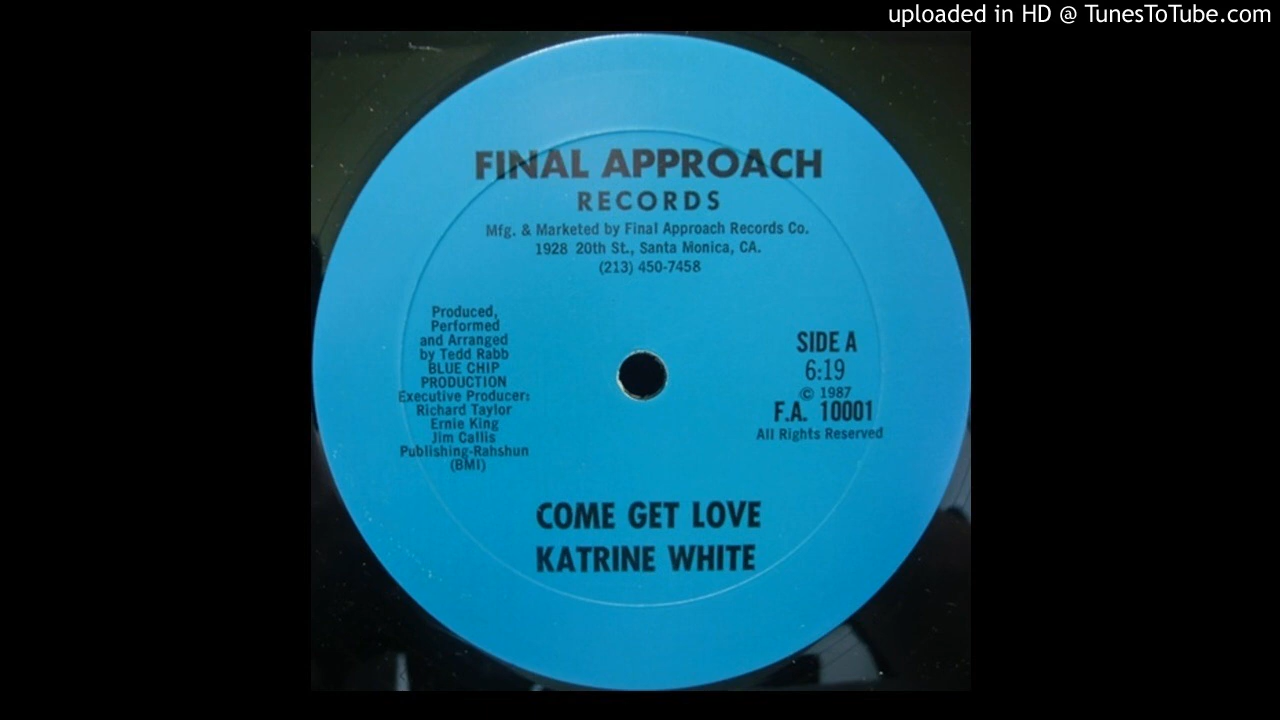 uploaded in HD @ TunesToTube.com
FINAL APPROACH
RECORDS
Mfg. & Marketed by Final Approach Records Co.
1928 20th St., Santa Monica, CA.
(213) 450-7458
Produced,
Performed
and Arranged
by Tedd Rabb
BLUE CHIP
PRODUCTION
Executive Producer:
Richard Taylor
Ernie King
Jim Callis
Publishing-Rahshun
(BMI)
SIDE A
6:19
© 1987
F.A. 10001
All Rights Reserved
COME GET LOVE
KATRINE WHITE